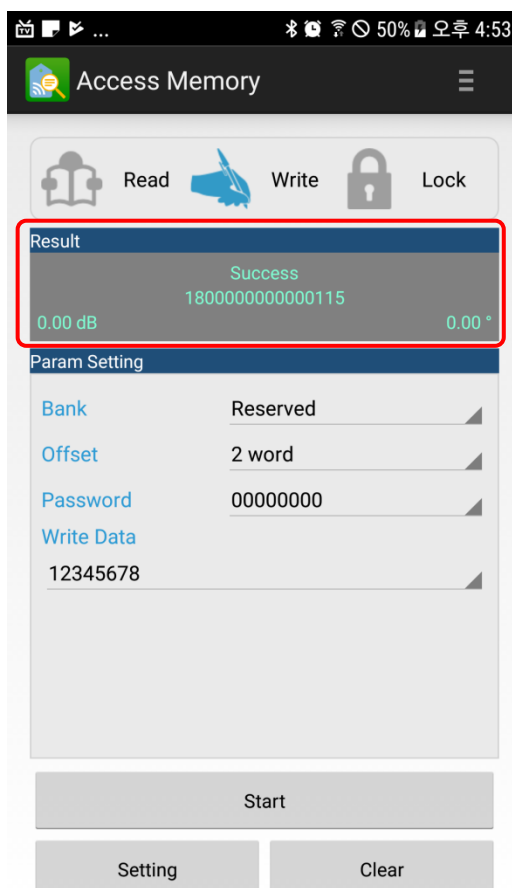 ... 50% 오후 4:53
Access Memory
Read Write Lock
Result
Success
1800000000000115
0.00 dB 0.00 °
Param Setting
Bank Reserved
Offset 2 word
Password 00000000
Write Data
12345678
Start
Setting Clear